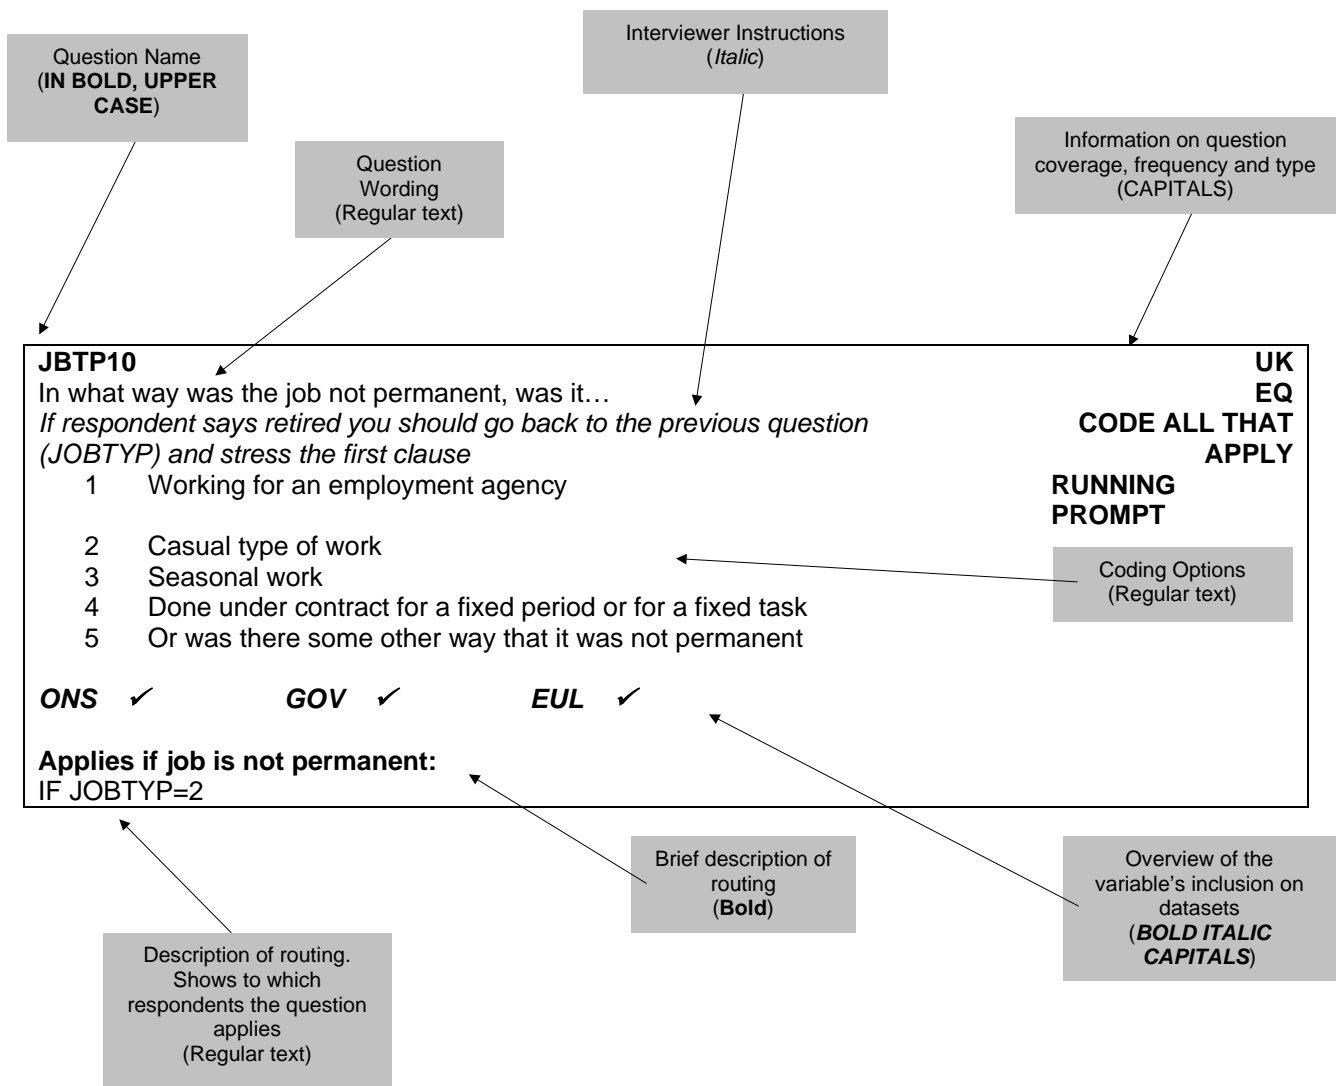 Interviewer Instructions
(Italic)
Question Name
(IN BOLD, UPPER
CASE)
Information on question
coverage, frequency and type
(CAPITALS)
Question
Wording
(Regular text)
JBTP10 UK
In what way was the job not permanent, was it… EQ
If respondent says retired you should go back to the previous question CODE ALL THAT
(JOBTYP) and stress the first clause APPLY
1 Working for an employment agency RUNNING
PROMPT
2 Casual type of work
3 Seasonal work
4 Done under contract for a fixed period or for a fixed task
5 Or was there some other way that it was not permanent
Coding Options
(Regular text)
ONS ✓ GOV ✓ EUL ✓
Applies if job is not permanent:
IF JOBTYP=2
Brief description of
routing
(Bold)
Overview of the
variable’s inclusion on
datasets
(BOLD ITALIC
CAPITALS)
Description of routing.
Shows to which
respondents the question
applies
(Regular text)